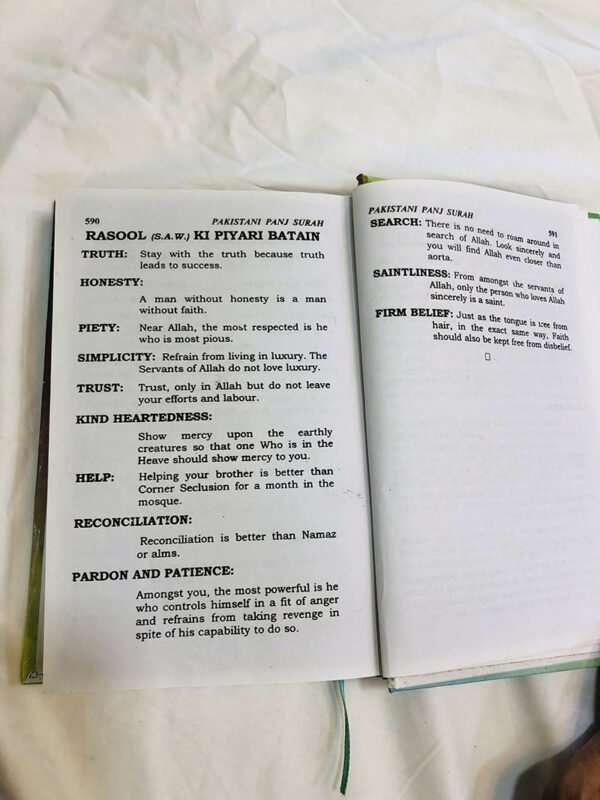 590 PAKISTANI PANJ SURAH
RASOOL (S.A.W.) KI PIYARI BATAIN
TRUTH: Stay with the truth because truth
leads to success.
HONESTY:
A man without honesty is a man
without faith.
PIETY: Near Allah, the most respected is he
who is most pious.
SIMPLICITY: Refrain from living in luxury. The
Servants of Allah do not love luxury.
TRUST: Trust, only in Allah but do not leave
your efforts and labour.
KIND HEARTEDNESS:
Show mercy upon the earthly
creatures so that one Who is in the
Heave should show mercy to you.
HELP: Helping your brother is better than
Corner Seclusion for a month in the
mosque.
RECONCILIATION:
Reconciliation is better than Namaz
or alms.
PARDON AND PATIENCE:
Amongst you, the most powerful is he
who controls himself in a fit of anger
and refrains from taking revenge in
spite of his capability to do so.
PAKISTANI PANJ SURAH 591
SEARCH: There is no need to roam around in
search of Allah. Look sincerely and
you will find Allah even closer than
aorta.
SAINTLINESS: From amongst the servants of
Allah, only the person who loves Allah
sincerely is a saint.
FIRM BELIEF: Just as the tongue is free from
hair, in the exact same way, Faith
should also be kept free from disbelief.